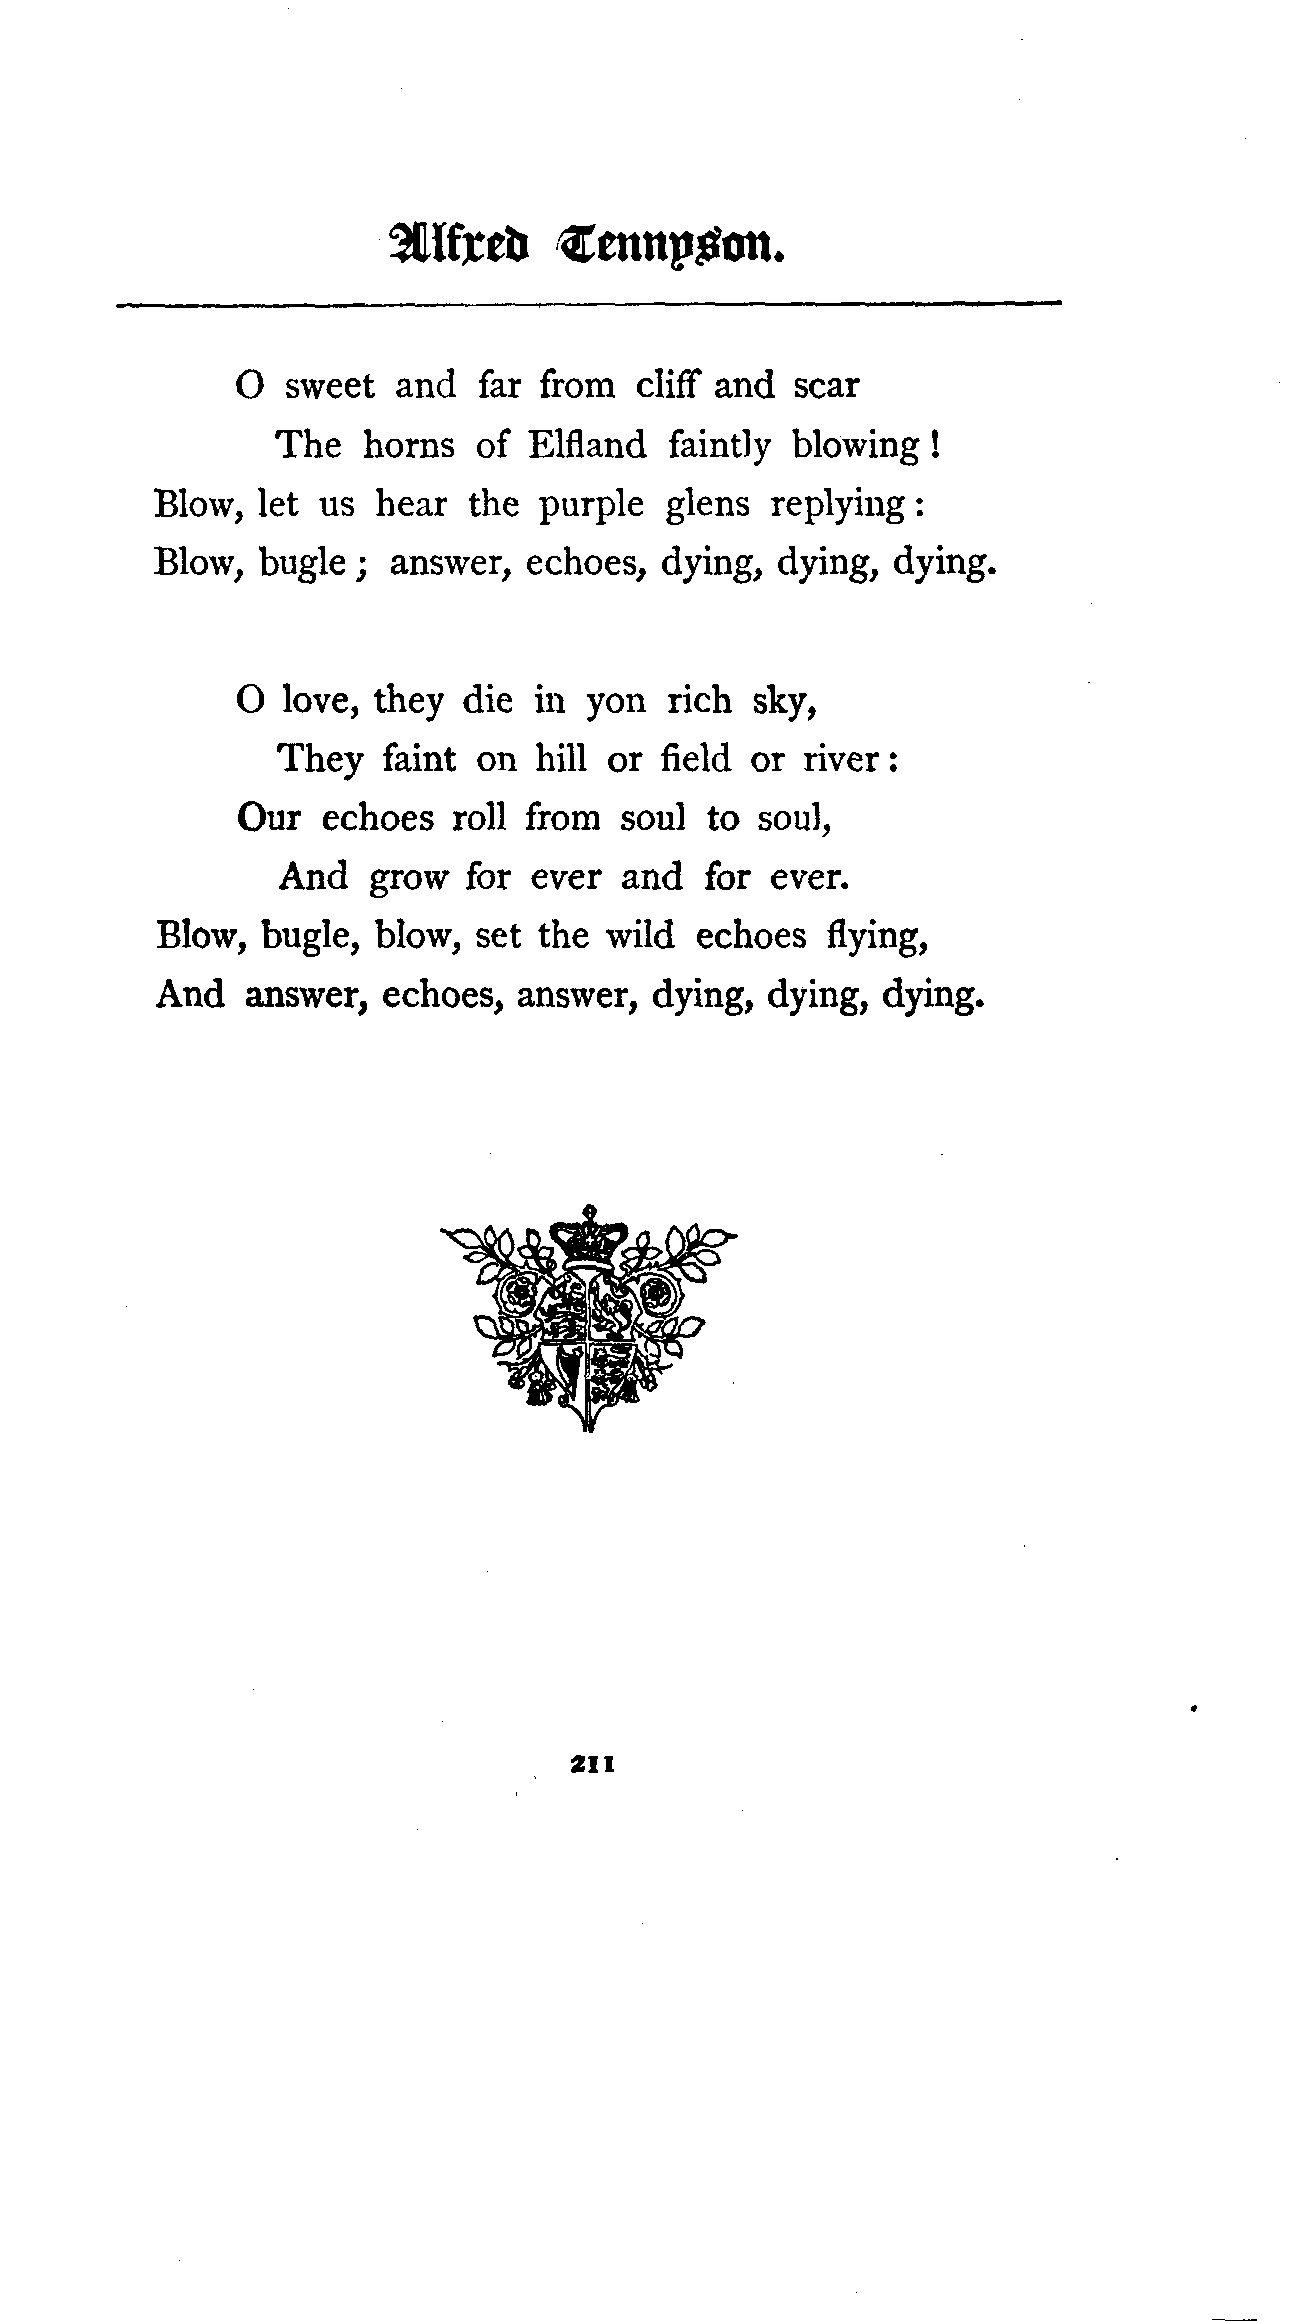 Alfred Tennyson.
O sweet and far from cliff and scar
The horns of Elfland faintly blowing !
Blow, let us hear the purple glens replying :
Blow, bugle ; answer, echoes, dying, dying, dying.
O love, they die in yon rich sky,
They faint on hill or field or river :
Our echoes roll from soul to soul,
And grow for ever and for ever.
Blow, bugle, blow, set the wild echoes flying,
And answer, echoes, answer, dying, dying, dying.
211